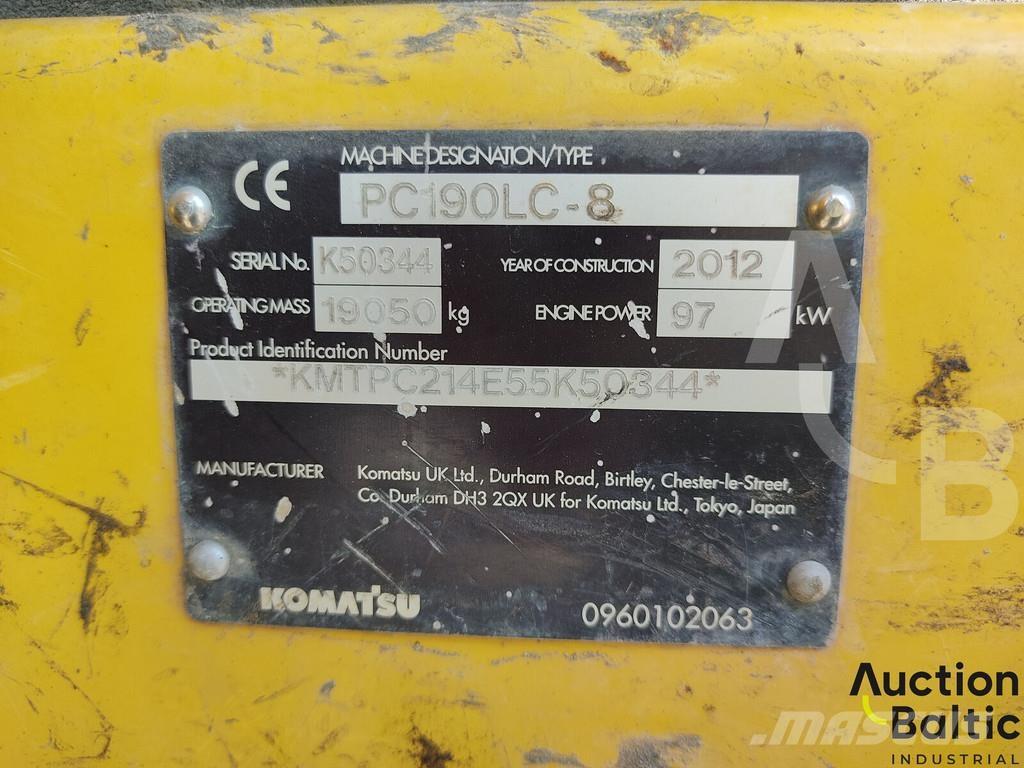 CE
MACHINE DESIGNATION/TYPE
PC190LC-8
SERIAL No. K50344 YEAR OF CONSTRUCTION 2012
OPERATING MASS 19050 kg ENGINE POWER 97 kW
Product Identification Number
*KMTPC214E55K50344*
MANUFACTURER Komatsu UK Ltd., Durham Road, Birtley, Chester-le-Street,
Co. Durham DH3 2QX UK for Komatsu Ltd., Tokyo, Japan
KOMATSU 0960102063
A
B
Auction
Baltic
INDUSTRIAL
MASCUS